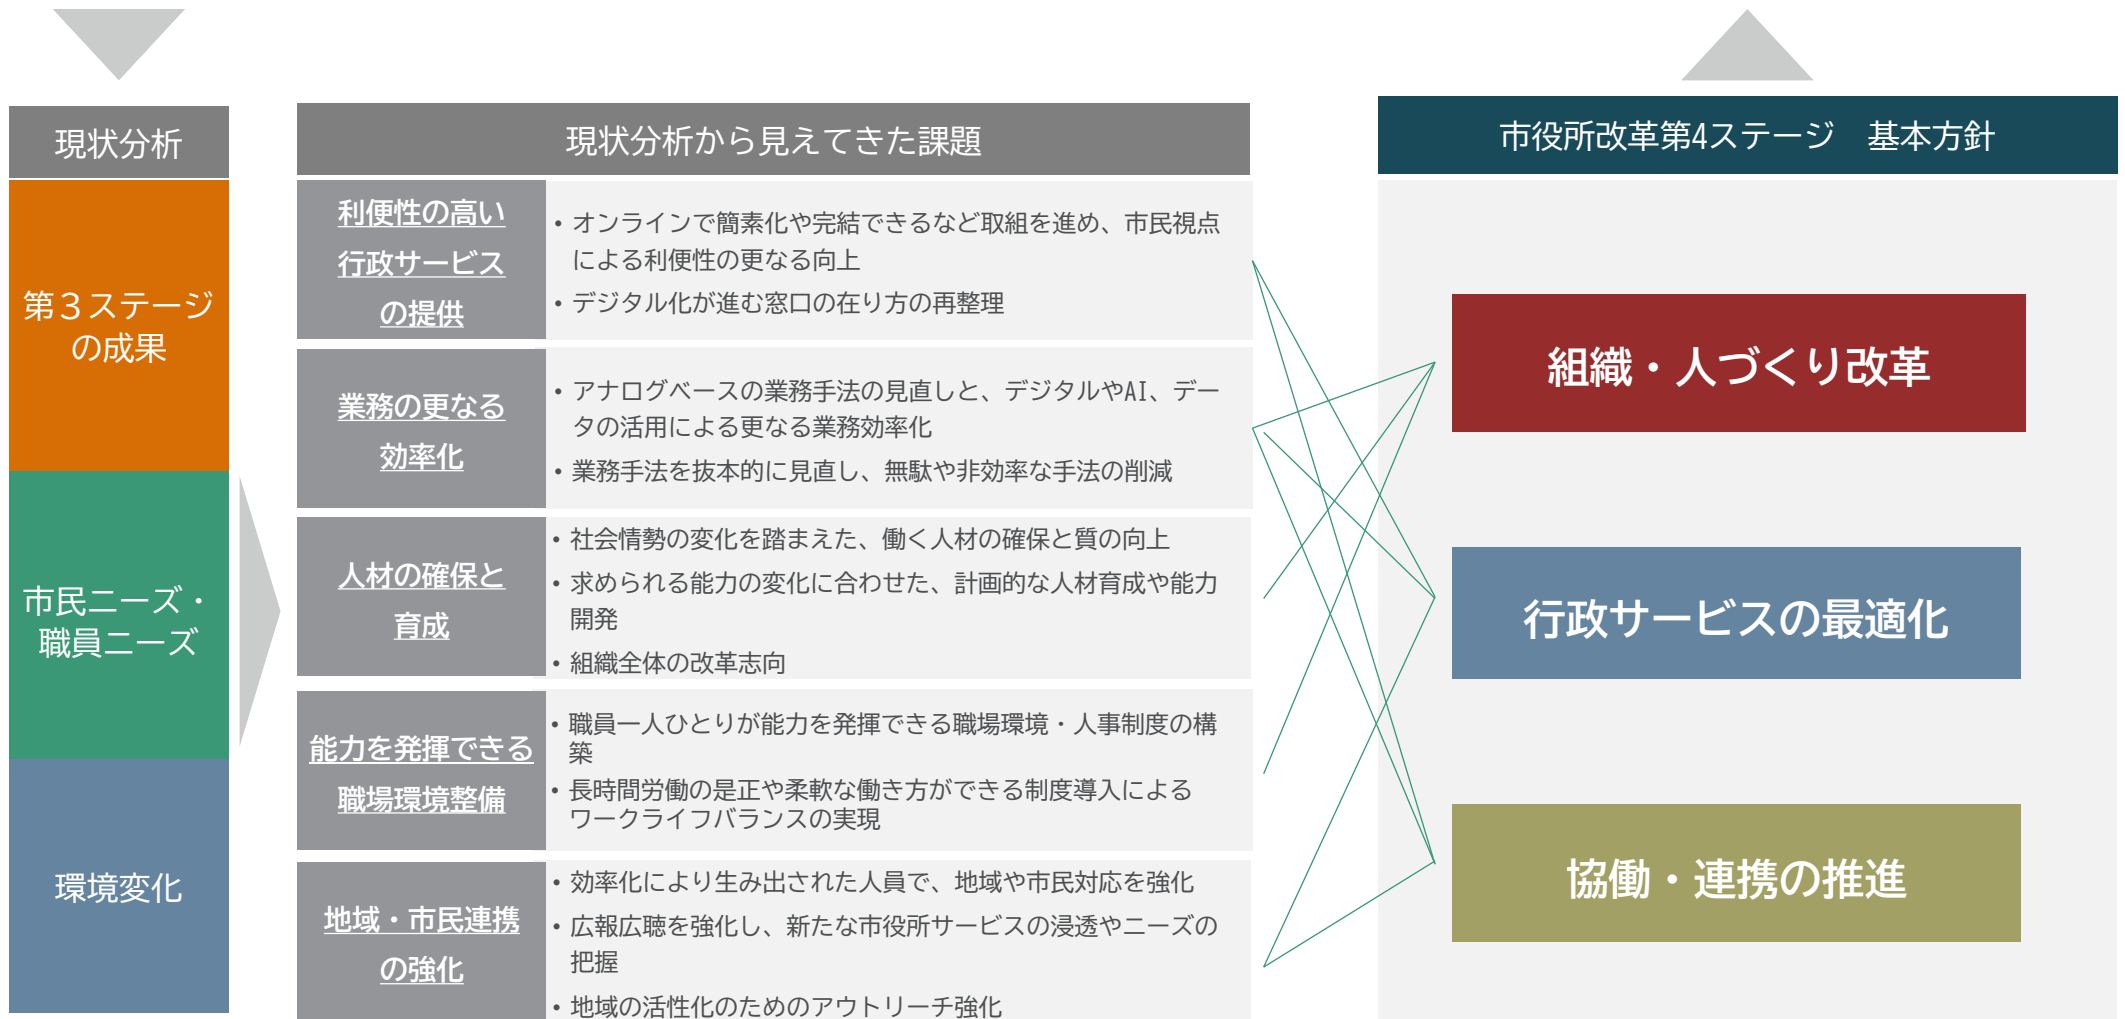 現状分析
第３ステージ
の成果
市民ニーズ・
職員ニーズ
環境変化
現状分析から見えてきた課題
利便性の高い
行政サービス
の提供
• オンラインで簡素化や完結できるなど取組を進め、市民視点
による利便性の更なる向上
• デジタル化が進む窓口の在り方の再整理
業務の更なる
効率化
• アナログベースの業務手法の見直しと、デジタルやAI、デー
タの活用による更なる業務効率化
• 業務手法を抜本的に見直し、無駄や非効率な手法の削減
人材の確保と
育成
• 社会情勢の変化を踏まえた、働く人材の確保と質の向上
• 求められる能力の変化に合わせた、計画的な人材育成や能力
開発
• 組織全体の改革志向
能力を発揮できる
職場環境整備
• 職員一人ひとりが能力を発揮できる職場環境・人事制度の構
築
• 長時間労働の是正や柔軟な働き方ができる制度導入による
ワークライフバランスの実現
地域・市民連携
の強化
• 効率化により生み出された人員で、地域や市民対応を強化
• 広報広聴を強化し、新たな市役所サービスの浸透やニーズの
把握
• 地域の活性化のためのアウトリーチ強化
市役所改革第4ステージ　基本方針
組織・人づくり改革
行政サービスの最適化
協働・連携の推進